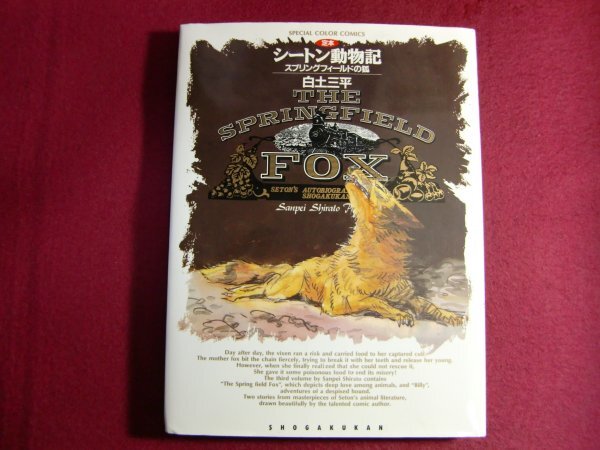 SPECIAL COLOR COMICS
定本
シートン動物記
スプリングフィールドの狐
白土三平
THE
SPRINGFIELD
FOX
SETON'S AUTOBIOGRA
SHOGAKUKAN
Sanpei Shirato
Day after day, the vixen ran a risk and carried food to her captured cub.
The mother fox bit the chain fiercely, trying to break it with her teeth and release her young.
However, when she finally realized that she could not rescue it,
She gave it some poisonous food to end its misery!
The third volume by Sanpei Shirato contains
"The Spring field Fox", which depicts deep love among animals, and "Billy",
adventures of a despised hound.
Two stories from masterpieces of Seton's animal literature,
drawn beautifully by the talented comic author.
SHOGAKUKAN